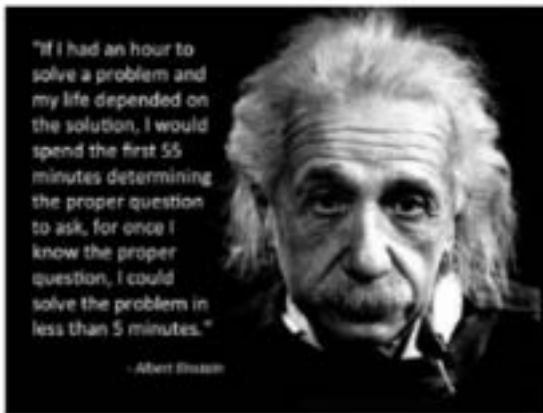 "If I had an hour to
solve a problem and
my life depended on
the solution, I would
spend the first 55
minutes determining
the proper question
to ask, for once I
know the proper
question, I could
solve the problem in
less than 5 minutes."
- Albert Einstein